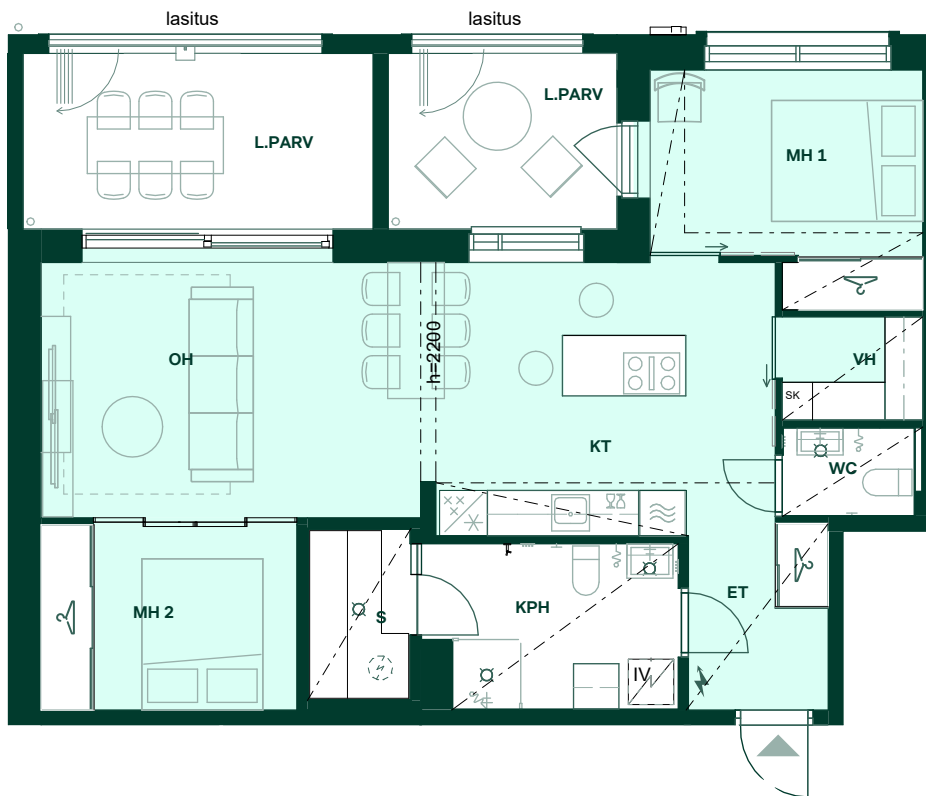 lasitus
lasitus
L.PARV
L.PARV
MH 1
h=2200
OH
VH
SK
KT
WC
ET
MH 2
S
KPH
IV